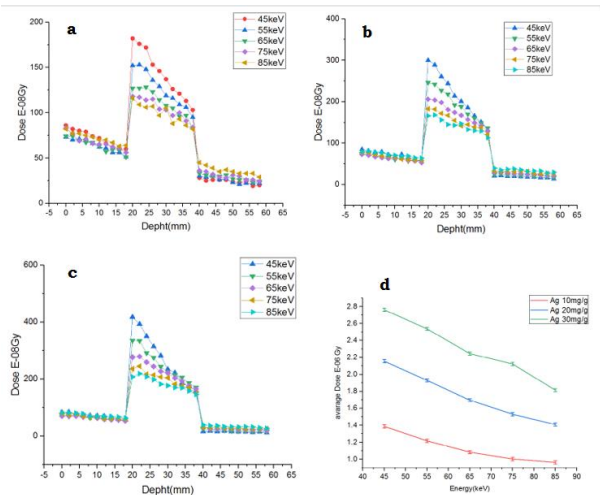 a
45keV
55keV
65keV
75keV
85keV
200
150
100
50
0
Dose E-08Gy
-5 0 5 10 15 20 25 30 35 40 45 50 55 60 65
Depht(mm)
b
45keV
55keV
65keV
75keV
85keV
400
300
200
100
0
Dose E-08Gy
-5 0 5 10 15 20 25 30 35 40 45 50 55 60 65
Depht(mm)
c
45keV
55keV
65keV
75keV
85keV
600
400
200
0
Dose E-08Gy
-5 0 5 10 15 20 25 30 35 40 45 50 55 60 65
Depht(mm)
d
Ag 10mg/g
Ag 20mg/g
Ag 30mg/g
2.8
2.6
2.4
2.2
2.0
1.8
1.6
1.4
1.2
1.0
avarage Dose E-06 Gy
40 45 50 55 60 65 70 75 80 85 90
Energy(keV)